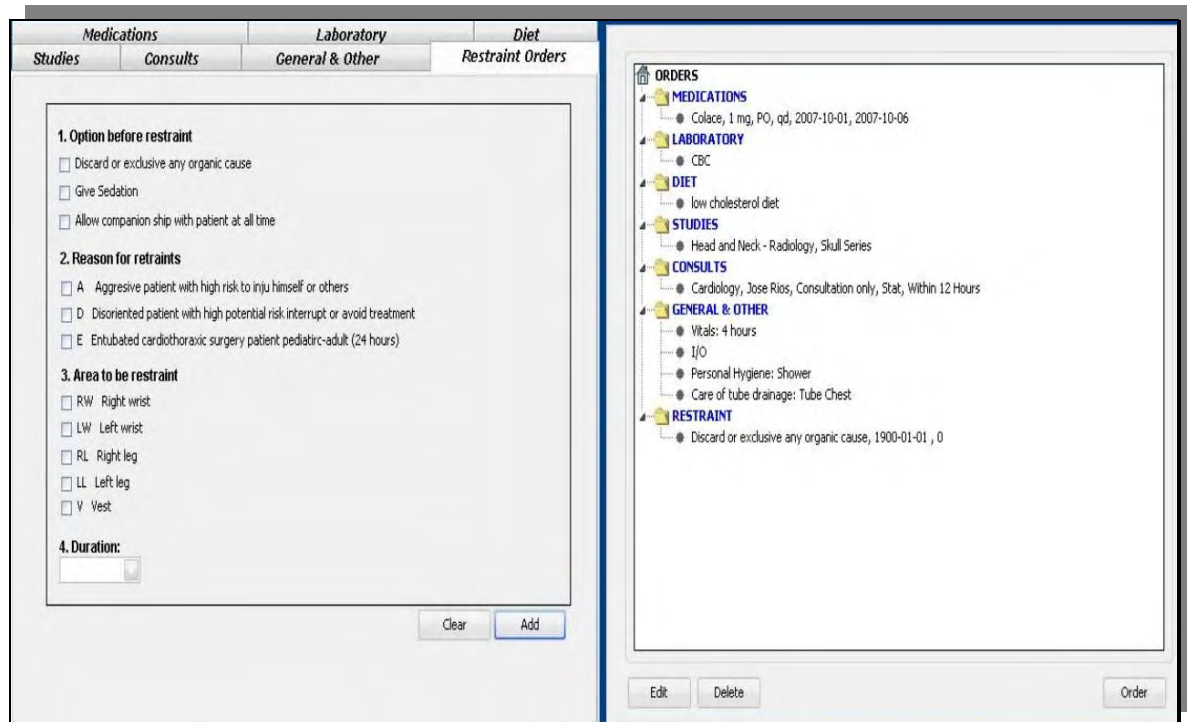 Medications Laboratory Diet
Studies Consults General & Other Restraint Orders
1. Option before restraint
Discard or exclusive any organic cause
Give Sedation
Allow companion ship with patient at all time
2. Reason for retraints
A Aggresive patient with high risk to inju himself or others
D Disoriented patient with high potential risk interrupt or avoid treatment
E Entubated cardiothoraxic surgery patient pediatirc-adult (24 hours)
3. Area to be restraint
RW Right wrist
LW Left wrist
RL Right leg
LL Left leg
V Vest
4. Duration:
Clear Add
ORDERS
MEDICATIONS
Colace, 1 mg, PO, qd, 2007-10-01, 2007-10-06
LABORATORY
CBC
DIET
low cholesterol diet
STUDIES
Head and Neck - Radiology, Skull Series
CONSULTS
Cardiology, Jose Rios, Consultation only, Stat, Within 12 Hours
GENERAL & OTHER
Vitals: 4 hours
I/O
Personal Hygiene: Shower
Care of tube drainage: Tube Chest
RESTRAINT
Discard or exclusive any organic cause, 1900-01-01 , 0
Edit Delete Order